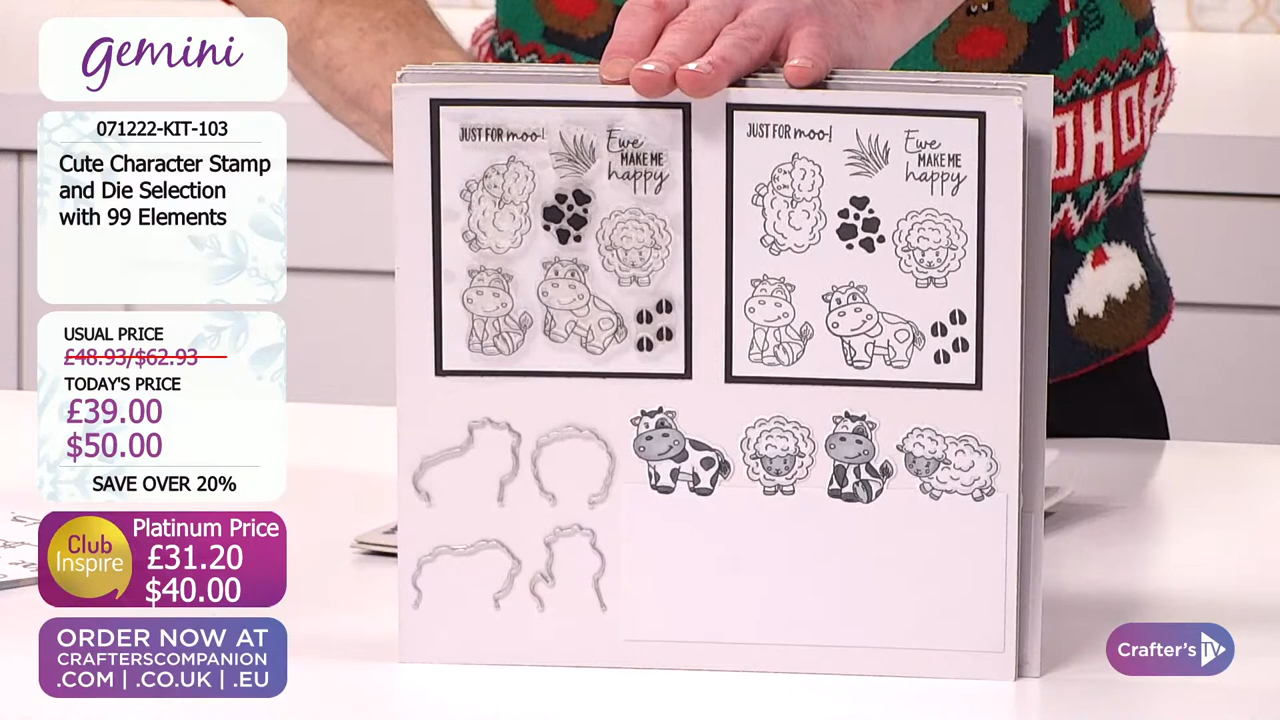 gemini
071222-KIT-103
Cute Character Stamp
and Die Selection
with 99 Elements
USUAL PRICE
£48.93/$62.93
TODAY'S PRICE
£39.00
$50.00
SAVE OVER 20%
Club
Inspire
Platinum Price
£31.20
$40.00
ORDER NOW AT
CRAFTERSCOMPANION
.COM | .CO.UK | .EU
JUST FOR moo!
Ewe
MAKE ME
happy
JUST FOR moo!
Ewe
MAKE ME
happy
OHOH
Crafter's TV